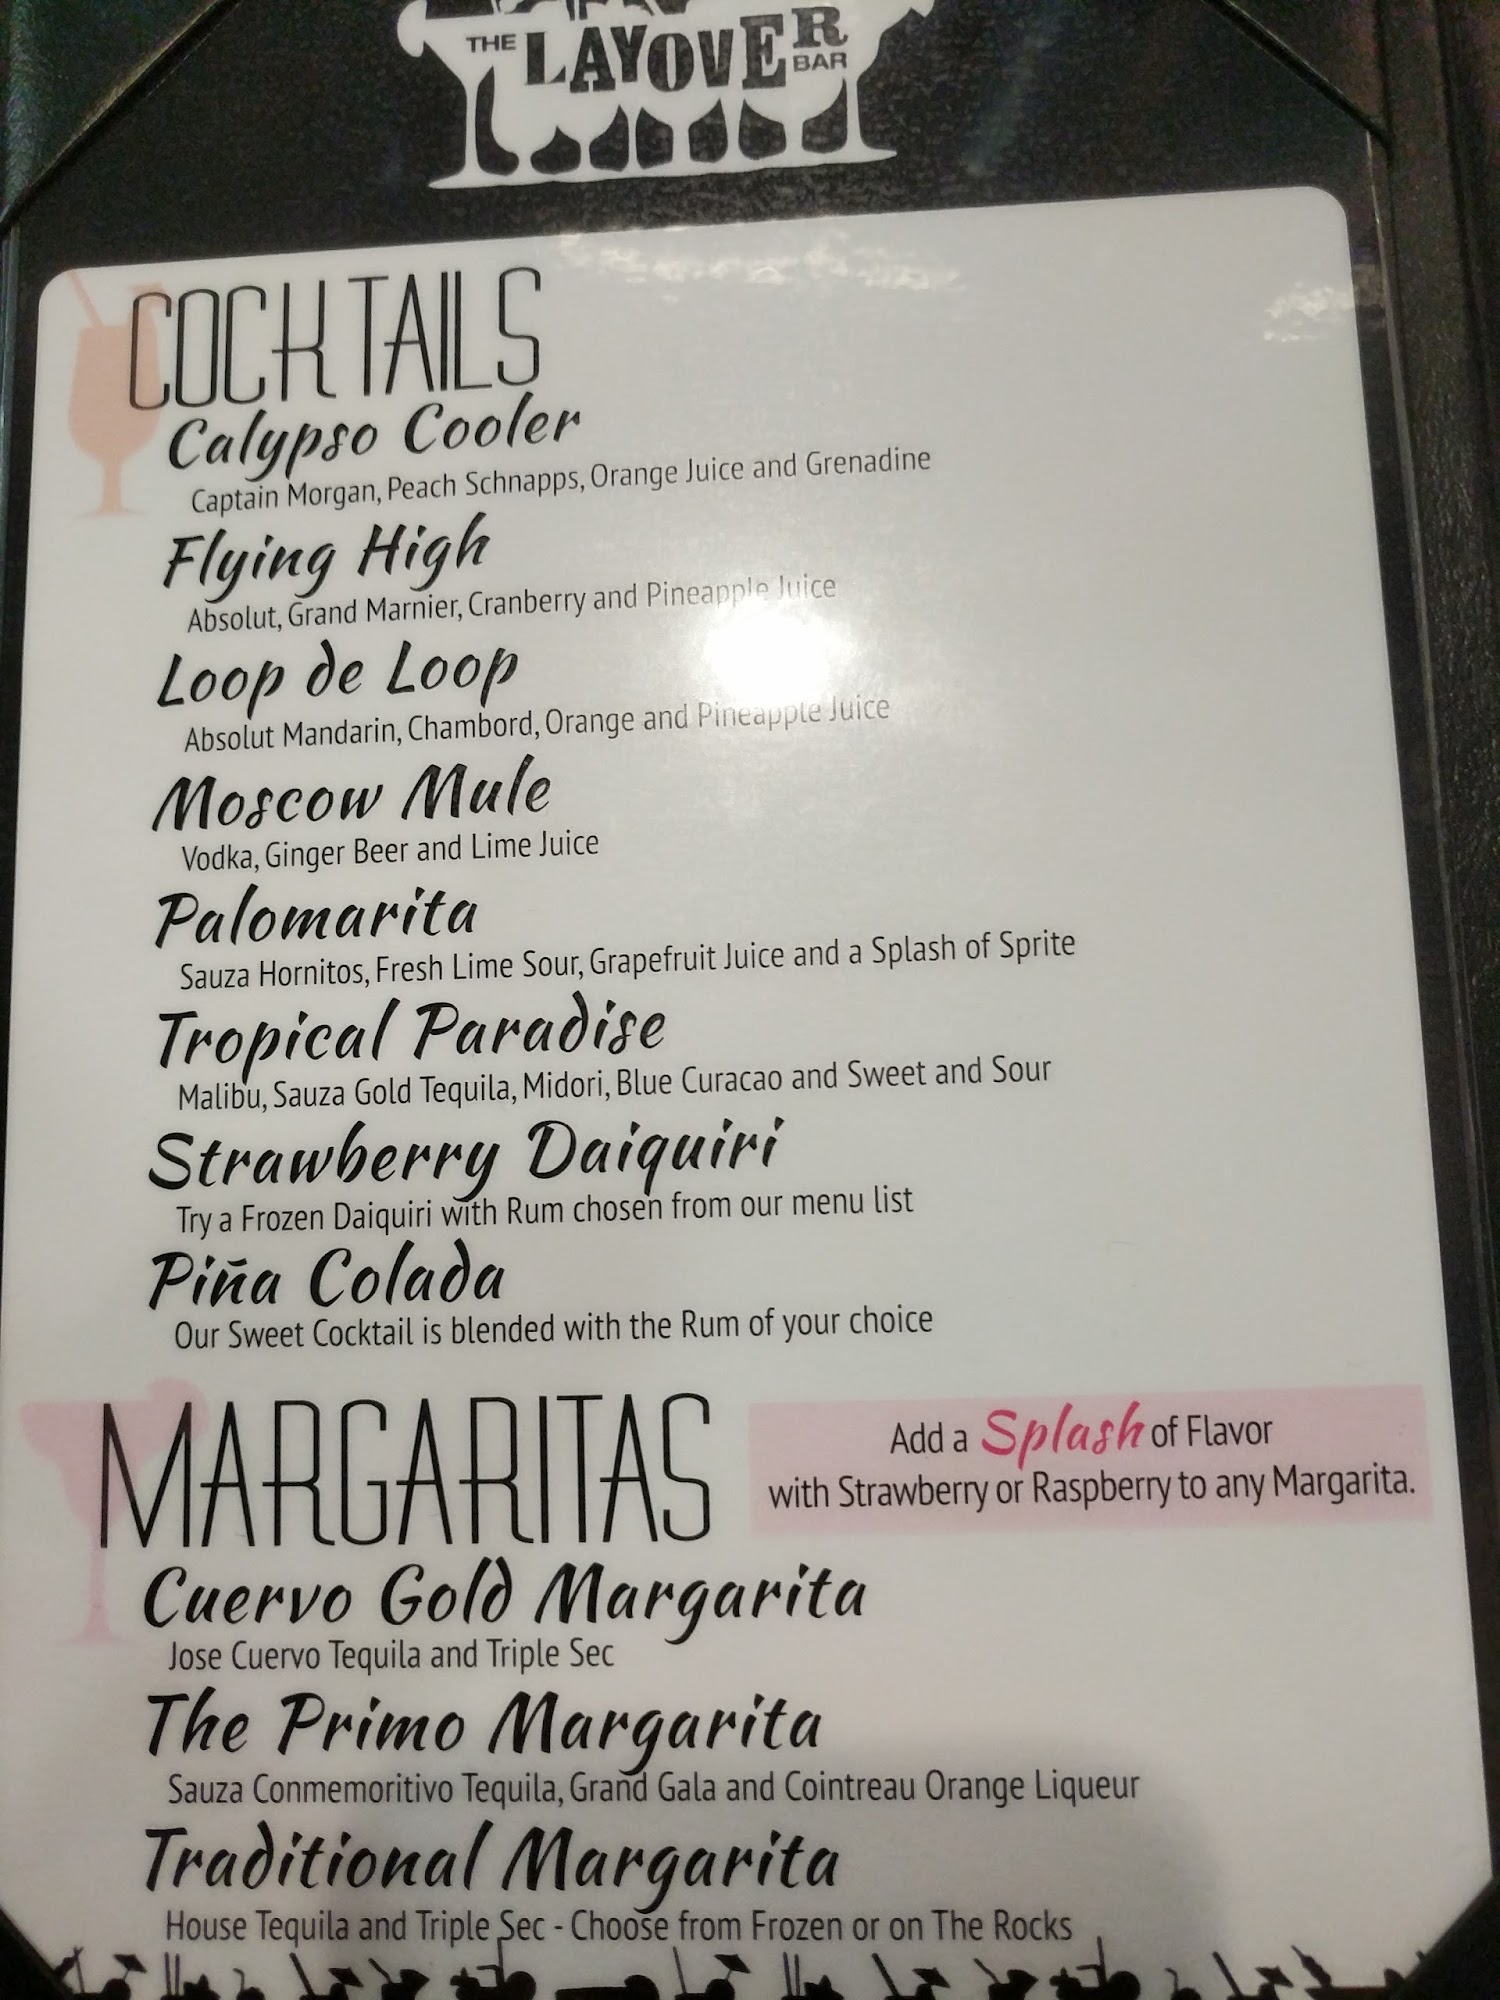 THE LAYOVER BAR
COCKTAILS
Calypso Cooler
Captain Morgan, Peach Schnapps, Orange Juice and Grenadine
Flying High
Absolut, Grand Marnier, Cranberry and Pineapple Juice
Loop de Loop
Absolut Mandarin, Chambord, Orange and Pineapple Juice
Moscow Mule
Vodka, Ginger Beer and Lime Juice
Palomarita
Sauza Hornitos, Fresh Lime Sour, Grapefruit Juice and a Splash of Sprite
Tropical Paradise
Malibu, Sauza Gold Tequila, Midori, Blue Curacao and Sweet and Sour
Strawberry Daiquiri
Try a Frozen Daiquiri with Rum chosen from our menu list
Piña Colada
Our Sweet Cocktail is blended with the Rum of your choice
MARGARITAS
Add a Splash of Flavor
with Strawberry or Raspberry to any Margarita.
Cuervo Gold Margarita
Jose Cuervo Tequila and Triple Sec
The Primo Margarita
Sauza Conmemoritivo Tequila, Grand Gala and Cointreau Orange Liqueur
Traditional Margarita
House Tequila and Triple Sec - Choose from Frozen or on The Rocks